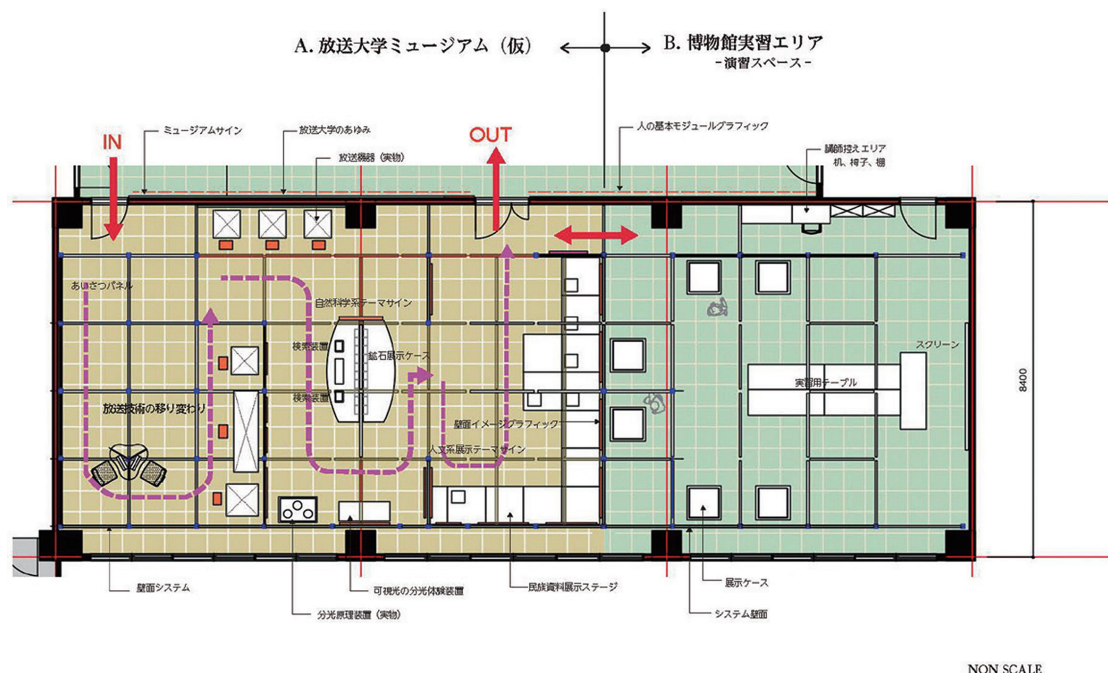 A. 放送大学ミュージアム（仮）
B. 博物館実習エリア
- 演習スペース -
IN
ミュージアムサイン
放送大学のあゆみ
放送機器（実物）
OUT
人の基本モジュールグラフィック
講師控えエリア
机、椅子、棚
あいさつパネル
自然科学系テーマサイン
検索装置
鉱石展示ケース
スクリーン
検索装置
実習用テーブル
放送技術の移り変わり
壁面イメージグラフィック
人文系展示テーマサイン
8400
壁面システム
分光原理装置（実物）
可視光の分光体験装置
民族資料展示ステージ
展示ケース
システム壁面
NON SCALE